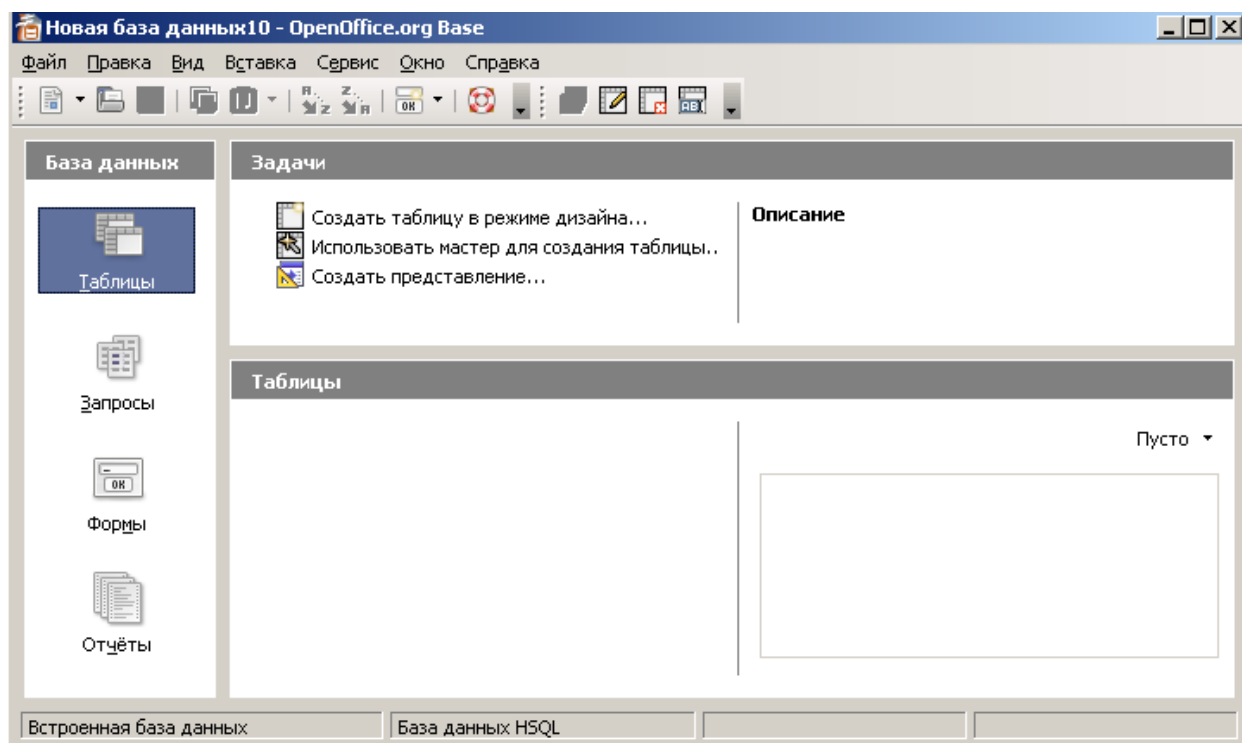 Новая база данных10 - OpenOffice.org Base
Файл Правка Вид Вставка Сервис Окно Справка
База данных
Задачи
Таблицы
Запросы
Формы
Отчёты
Создать таблицу в режиме дизайна...
Использовать мастер для создания таблицы..
Создать представление...
Описание
Таблицы
Пусто
Встроенная база данных
База данных HSQL